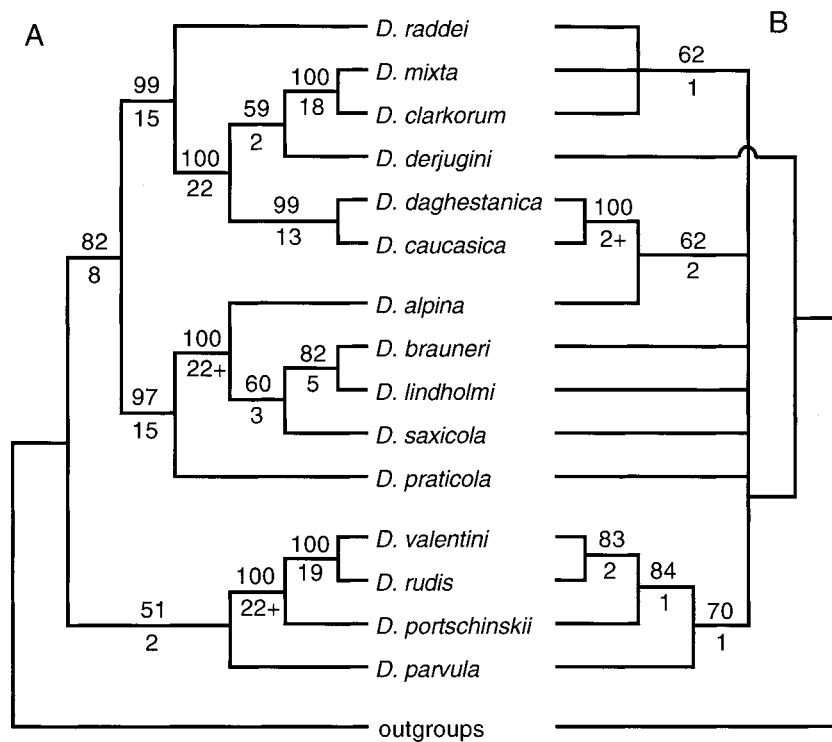 A
B
D. raddei
62
D. mixta
100
1
99
59
18
D. clarkorum
15
2
D. derjugini
100
22
99
D. daghestanica
100
13
2+
82
D. caucasica
62
8
2
D. alpina
100
22+
82
D. brauneri
60
5
D. lindholmi
97
3
15
D. saxicola
D. praticola
100
D. valentini
83
19
2
100
D. rudis
84
22+
1
51
D. portschinskii
70
2
1
D. parvula
outgroups